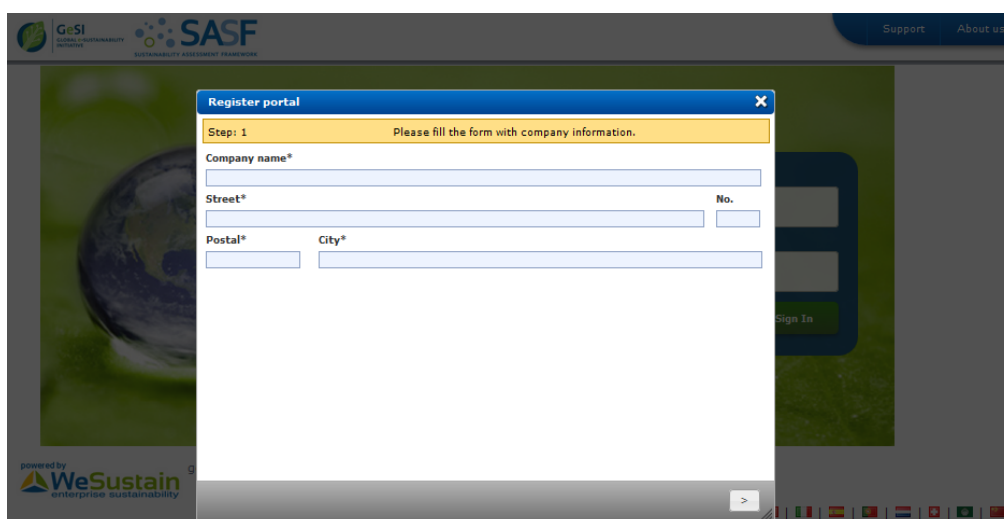 GeSI
GLOBAL e-SUSTAINABILITY
INITIATIVE
SASF
SUSTAINABILITY ASSESSMENT FRAMEWORK
Support About us
Register portal
Step: 1 Please fill the form with company information.
Company name*
Street* No.
Postal* City*
Sign In
powered by
WeSustain
enterprise sustainability
g
>